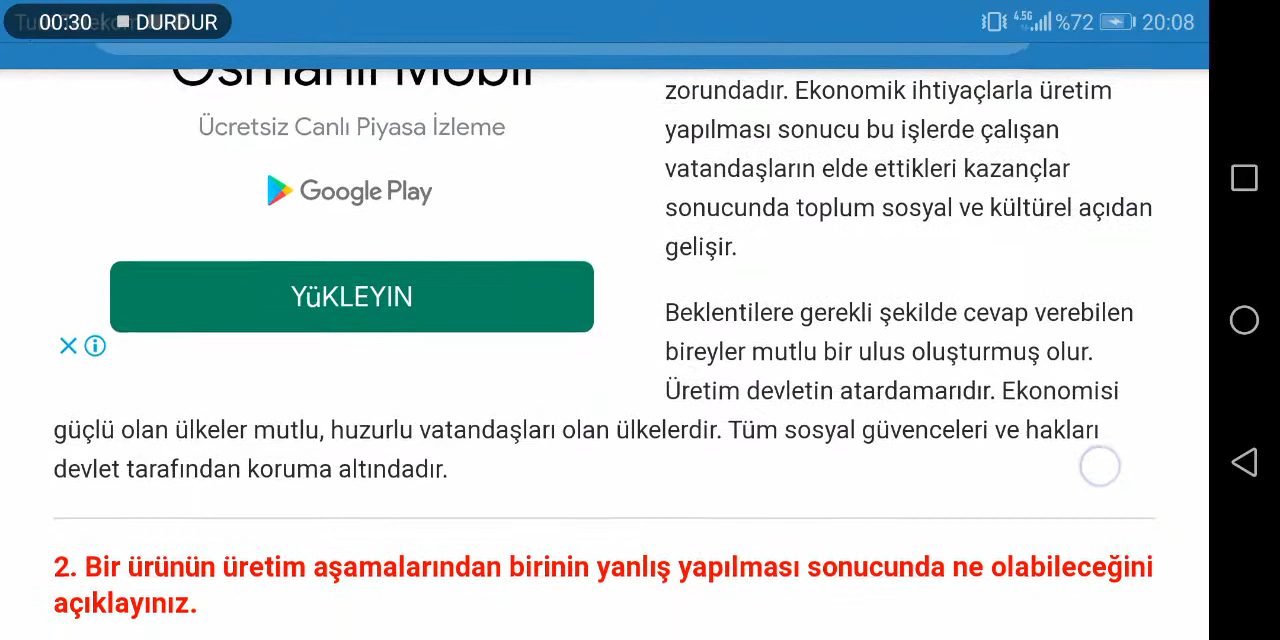 00:30 DURDUR
4.5G %72 20:08
Osmanlı Mobil
Ücretsiz Canlı Piyasa İzleme
Google Play
YüKLEYIN
zorundadır. Ekonomik ihtiyaçlarla üretim
yapılması sonucu bu işlerde çalışan
vatandaşların elde ettikleri kazançlar
sonucunda toplum sosyal ve kültürel açıdan
gelişir.
Beklentilere gerekli şekilde cevap verebilen
bireyler mutlu bir ulus oluşturmuş olur.
Üretim devletin atardamarıdır. Ekonomisi
güçlü olan ülkeler mutlu, huzurlu vatandaşları olan ülkelerdir. Tüm sosyal güvenceleri ve hakları
devlet tarafından koruma altındadır.
2. Bir ürünün üretim aşamalarından birinin yanlış yapılması sonucunda ne olabileceğini
açıklayınız.